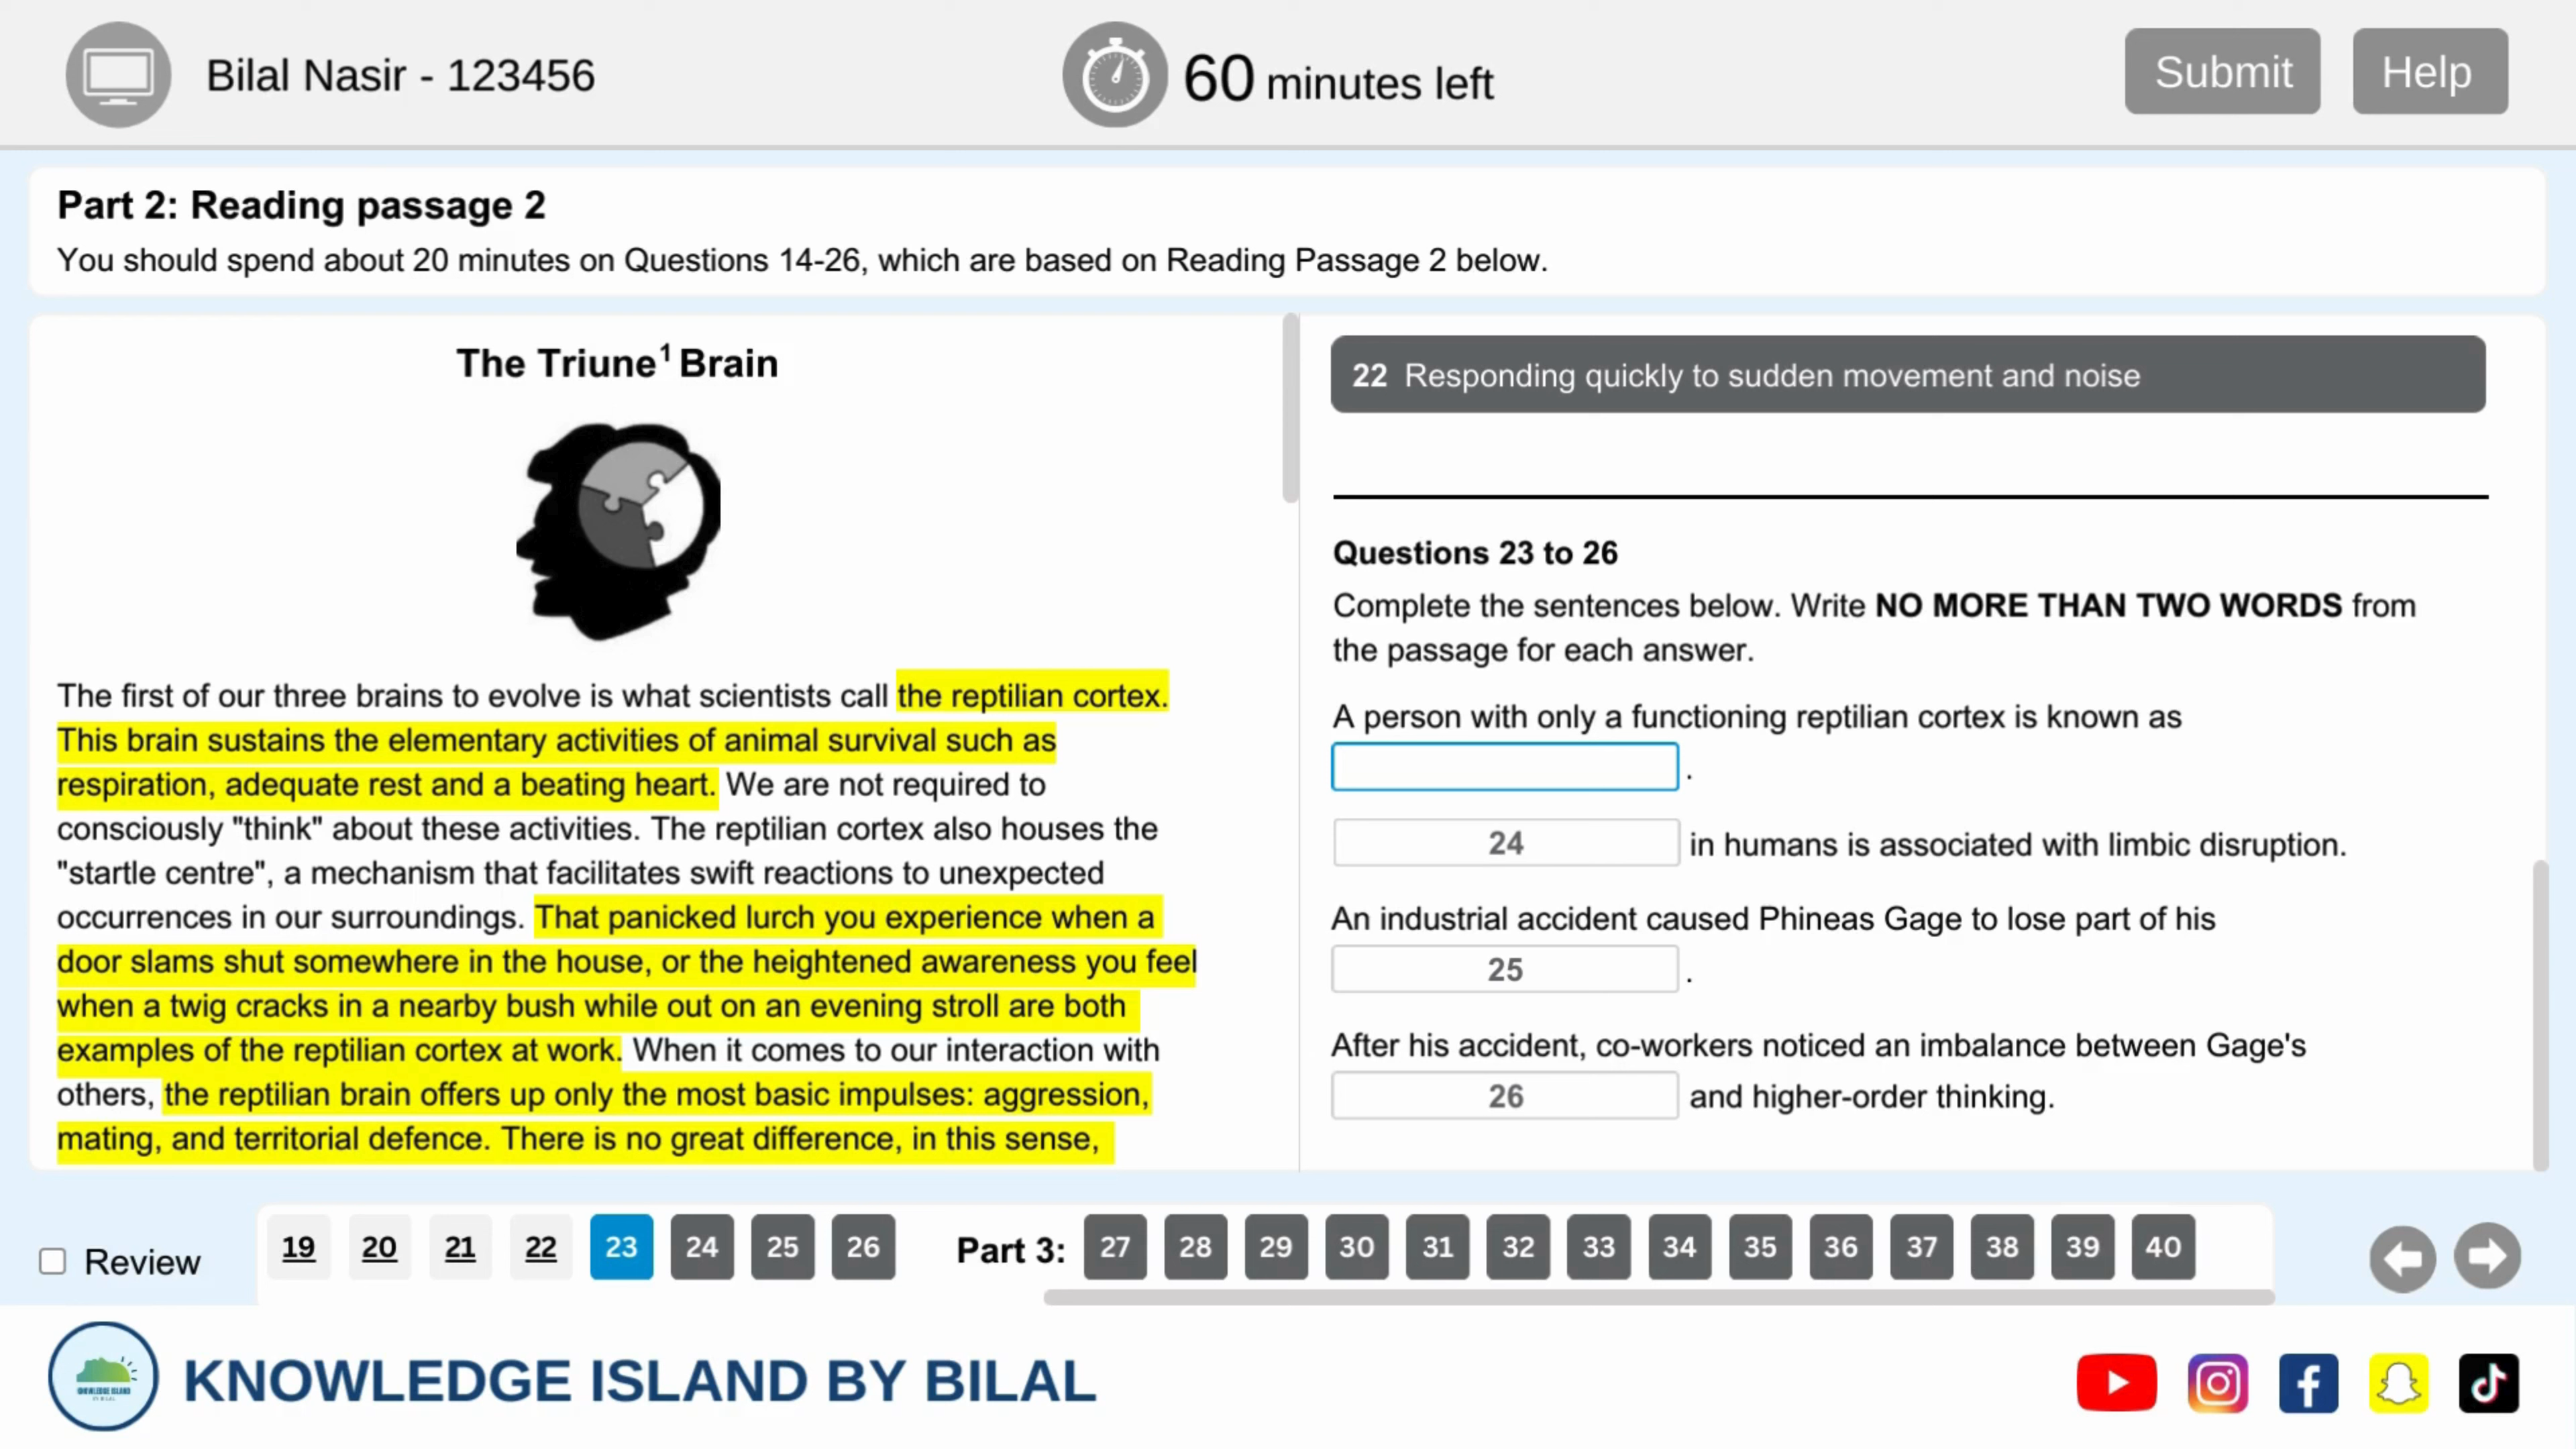 Bilal Nasir - 123456
60 minutes left
Submit
Help
Part 2: Reading passage 2
You should spend about 20 minutes on Questions 14-26, which are based on Reading Passage 2 below.
The Triune¹ Brain
The first of our three brains to evolve is what scientists call the reptilian cortex.
This brain sustains the elementary activities of animal survival such as
respiration, adequate rest and a beating heart. We are not required to
consciously "think" about these activities. The reptilian cortex also houses the
"startle centre", a mechanism that facilitates swift reactions to unexpected
occurrences in our surroundings. That panicked lurch you experience when a
door slams shut somewhere in the house, or the heightened awareness you feel
when a twig cracks in a nearby bush while out on an evening stroll are both
examples of the reptilian cortex at work. When it comes to our interaction with
others, the reptilian brain offers up only the most basic impulses: aggression,
mating, and territorial defence. There is no great difference, in this sense,
22 Responding quickly to sudden movement and noise
Questions 23 to 26
Complete the sentences below. Write NO MORE THAN TWO WORDS from
the passage for each answer.
A person with only a functioning reptilian cortex is known as
.
24 in humans is associated with limbic disruption.
An industrial accident caused Phineas Gage to lose part of his
25 .
After his accident, co-workers noticed an imbalance between Gage's
26 and higher-order thinking.
Review
19 20 21 22 23 24 25 26 Part 3: 27 28 29 30 31 32 33 34 35 36 37 38 39 40
KNOWLEDGE ISLAND
BY BILAL
KNOWLEDGE ISLAND BY BILAL